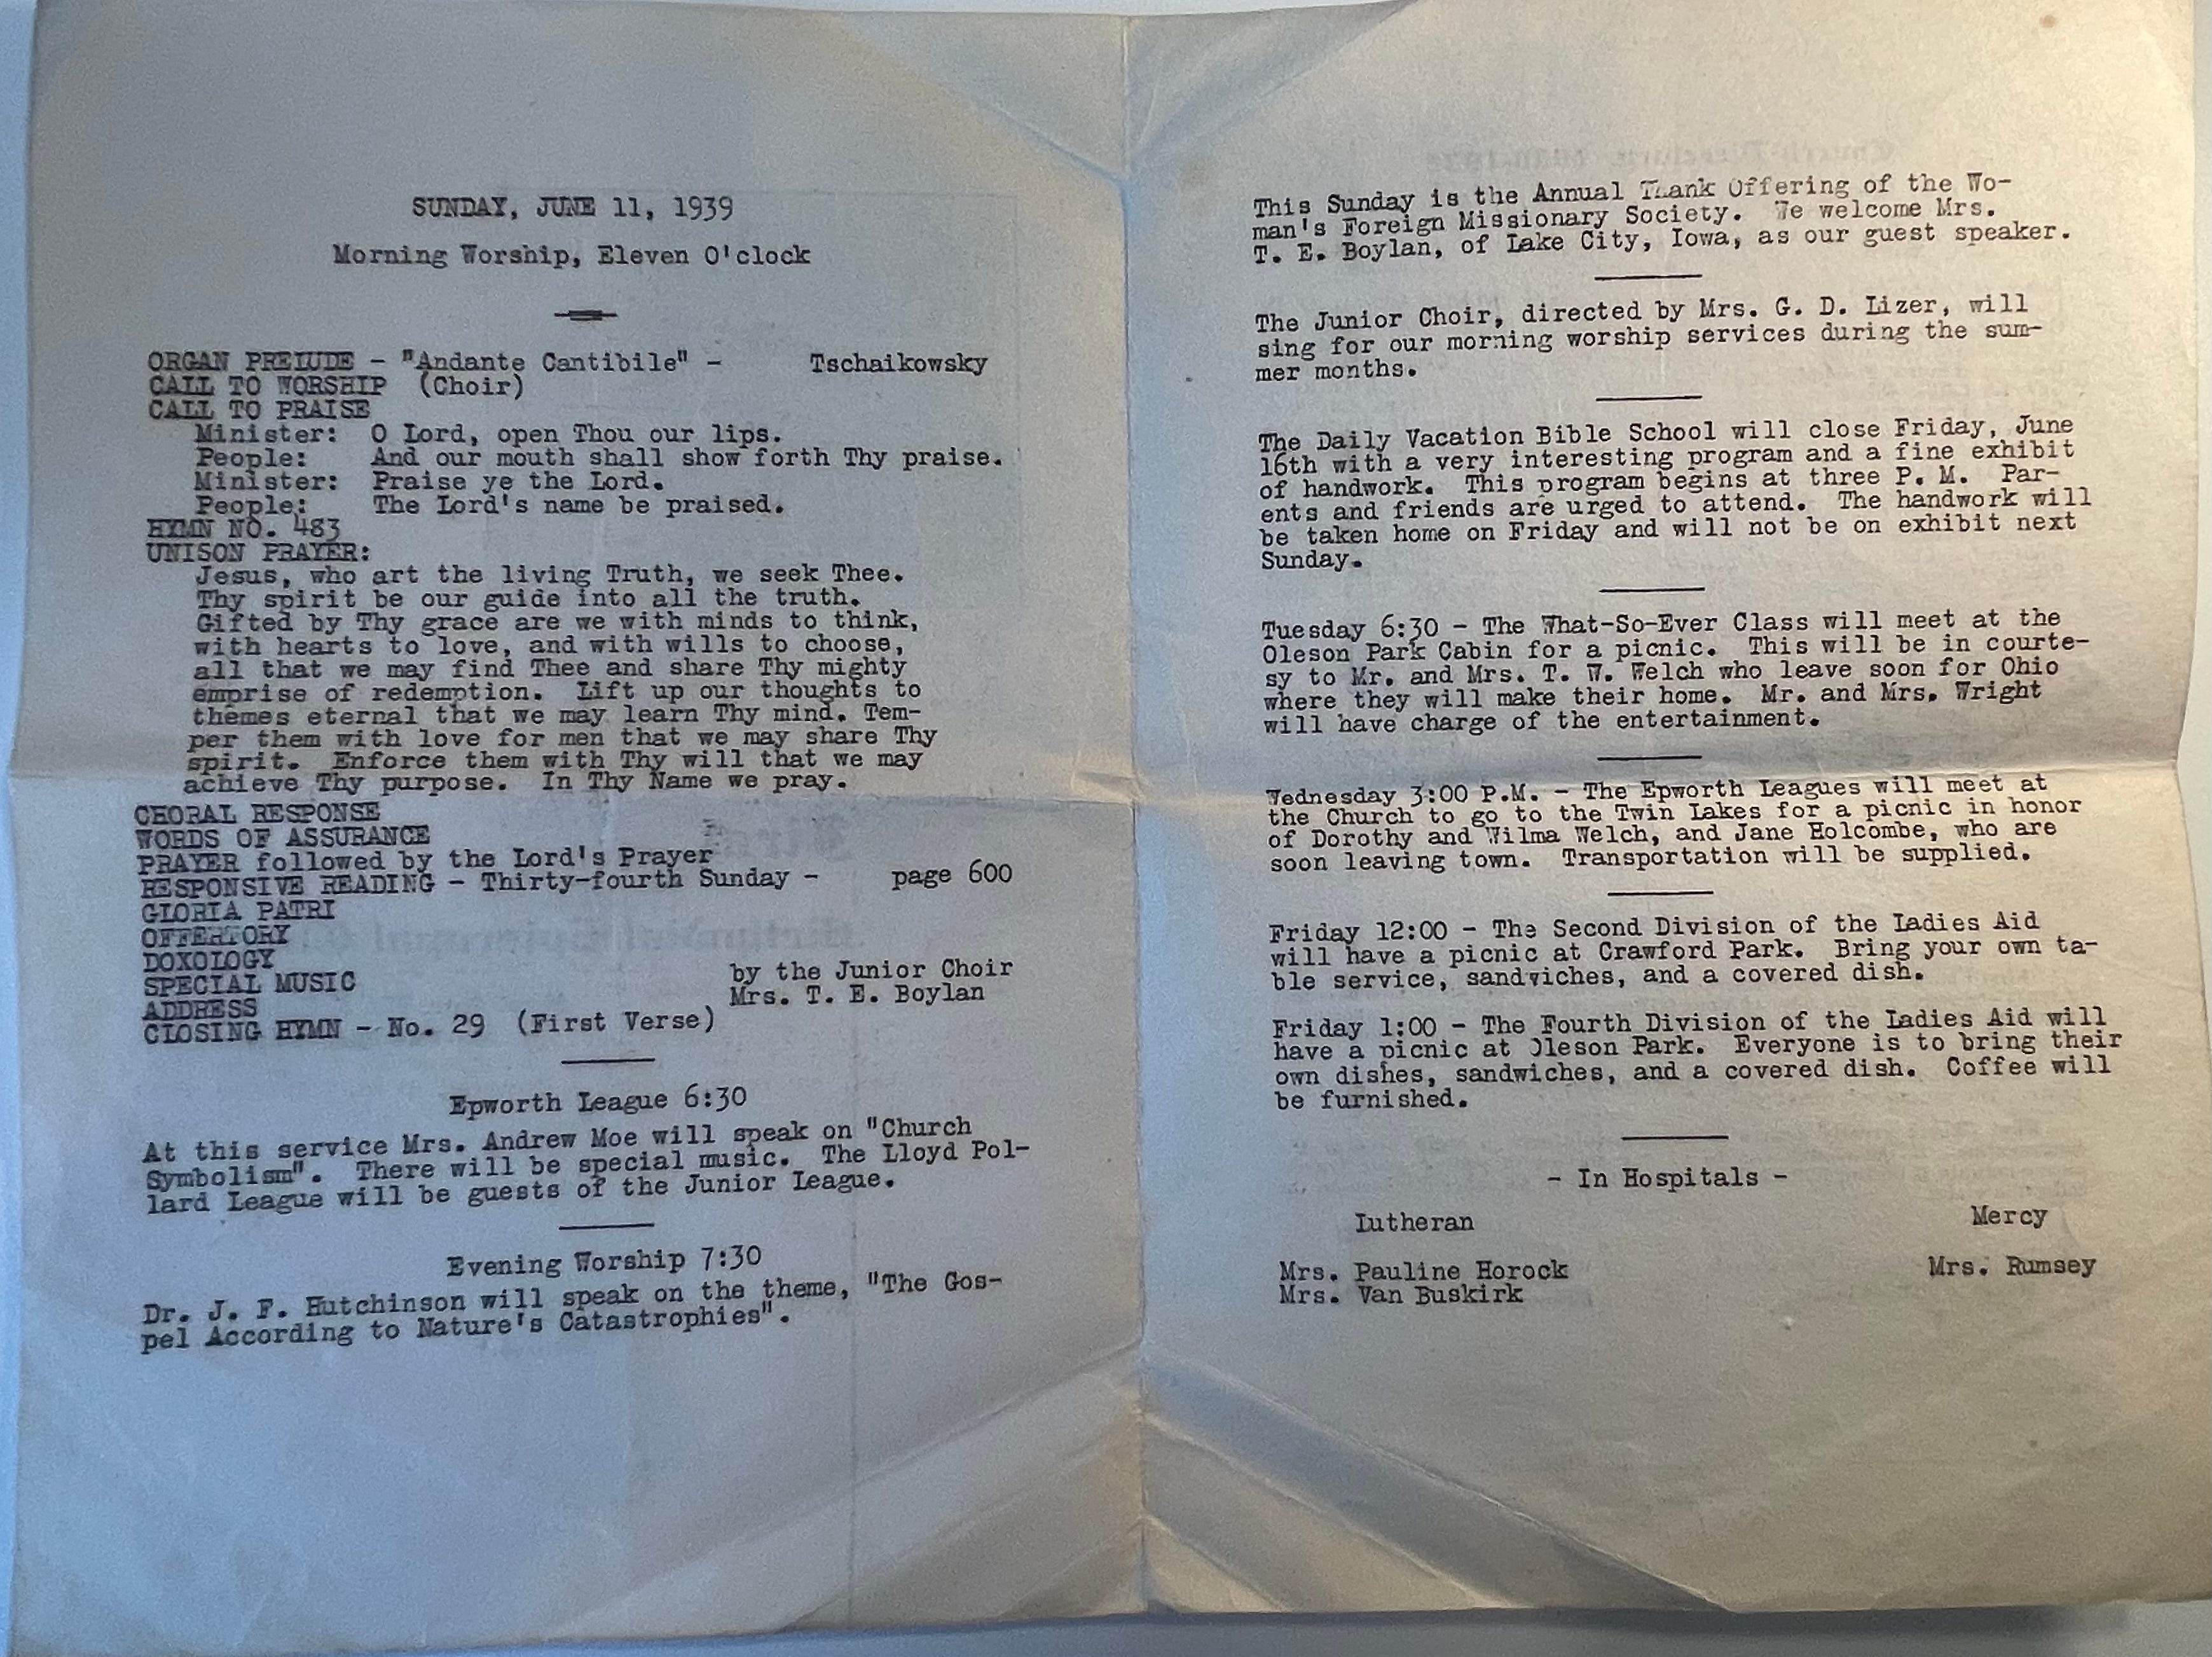 SUNDAY, JUNE 11, 1939
Morning Worship, Eleven O'clock
ORGAN PRELUDE - "Andante Cantibile" - Tschaikowsky
CALL TO WORSHIP (Choir)
CALL TO PRAISE
Minister: O Lord, open Thou our lips.
People: And our mouth shall show forth Thy praise.
Minister: Praise ye the Lord.
People: The Lord's name be praised.
HYMN NO. 483
UNISON PRAYER:
Jesus, who art the living Truth, we seek Thee.
Thy spirit be our guide into all the truth.
Gifted by Thy grace are we with minds to think,
with hearts to love, and with wills to choose,
all that we may find Thee and share Thy mighty
emprise of redemption. Lift up our thoughts to
themes eternal that we may learn Thy mind. Tem-
per them with love for men that we may share Thy
spirit. Enforce them with Thy will that we may
achieve Thy purpose. In Thy Name we pray.
CHORAL RESPONSE
WORDS OF ASSURANCE
PRAYER followed by the Lord's Prayer
RESPONSIVE READING - Thirty-fourth Sunday - page 600
GLORIA PATRI
OFFERTORY
DOXOLOGY
SPECIAL MUSIC by the Junior Choir
ADDRESS Mrs. T. E. Boylan
CLOSING HYMN - No. 29 (First Verse)
Epworth League 6:30
At this service Mrs. Andrew Moe will speak on "Church
Symbolism". There will be special music. The Lloyd Pol-
lard League will be guests of the Junior League.
Evening Worship 7:30
Dr. J. F. Hutchinson will speak on the theme, "The Gos-
pel According to Nature's Catastrophies".
This Sunday is the Annual Thank Offering of the Wo-
man's Foreign Missionary Society. We welcome Mrs.
T. E. Boylan, of Lake City, Iowa, as our guest speaker.
The Junior Choir, directed by Mrs. G. D. Lizer, will
sing for our morning worship services during the sum-
mer months.
The Daily Vacation Bible School will close Friday, June
16th with a very interesting program and a fine exhibit
of handwork. This program begins at three P. M. Par-
ents and friends are urged to attend. The handwork will
be taken home on Friday and will not be on exhibit next
Sunday.
Tuesday 6:30 - The What-So-Ever Class will meet at the
Oleson Park Cabin for a picnic. This will be in courte-
sy to Mr. and Mrs. T. W. Welch who leave soon for Ohio
where they will make their home. Mr. and Mrs. Wright
will have charge of the entertainment.
Wednesday 3:00 P.M. - The Epworth Leagues will meet at
the Church to go to the Twin Lakes for a picnic in honor
of Dorothy and Wilma Welch, and Jane Holcombe, who are
soon leaving town. Transportation will be supplied.
Friday 12:00 - The Second Division of the Ladies Aid
will have a picnic at Crawford Park. Bring your own ta-
ble service, sandwiches, and a covered dish.
Friday 1:00 - The Fourth Division of the Ladies Aid will
have a picnic at Oleson Park. Everyone is to bring their
own dishes, sandwiches, and a covered dish. Coffee will
be furnished.
- In Hospitals -
Lutheran Mercy
Mrs. Pauline Horock Mrs. Rumsey
Mrs. Van Buskirk